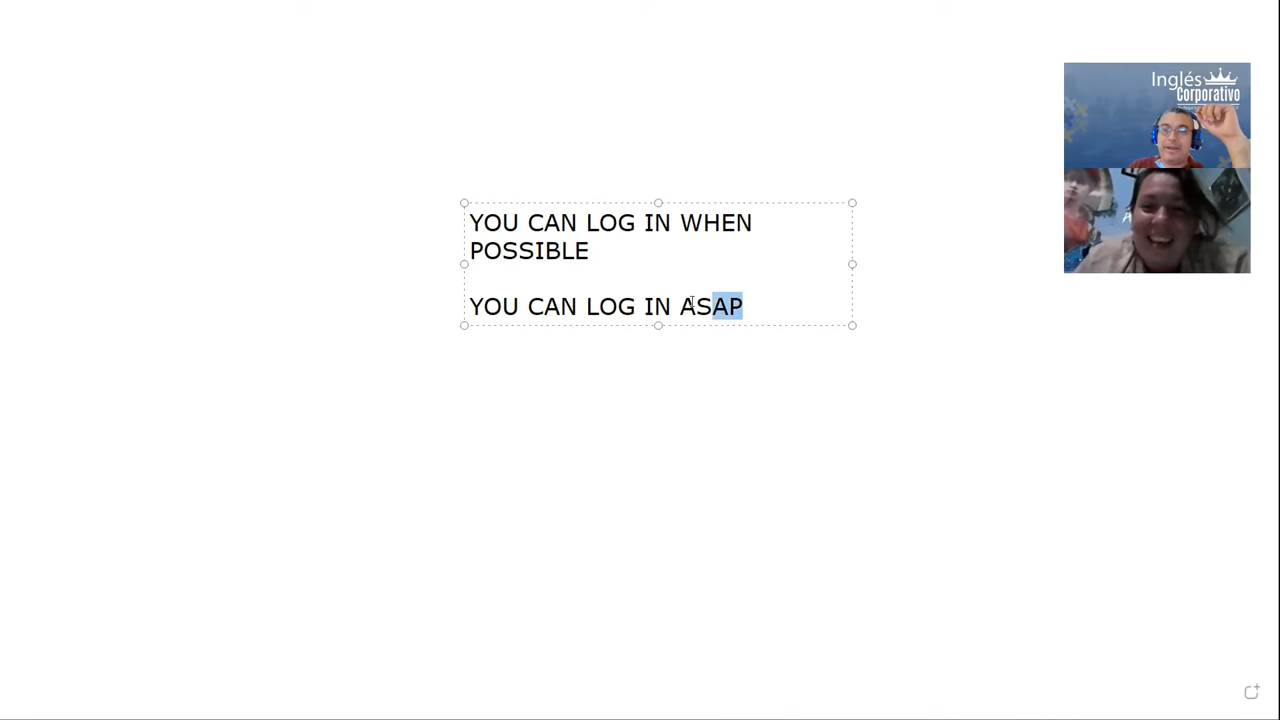 Inglés
Corporativo
YOU CAN LOG IN WHEN
POSSIBLE
YOU CAN LOG IN ASAP